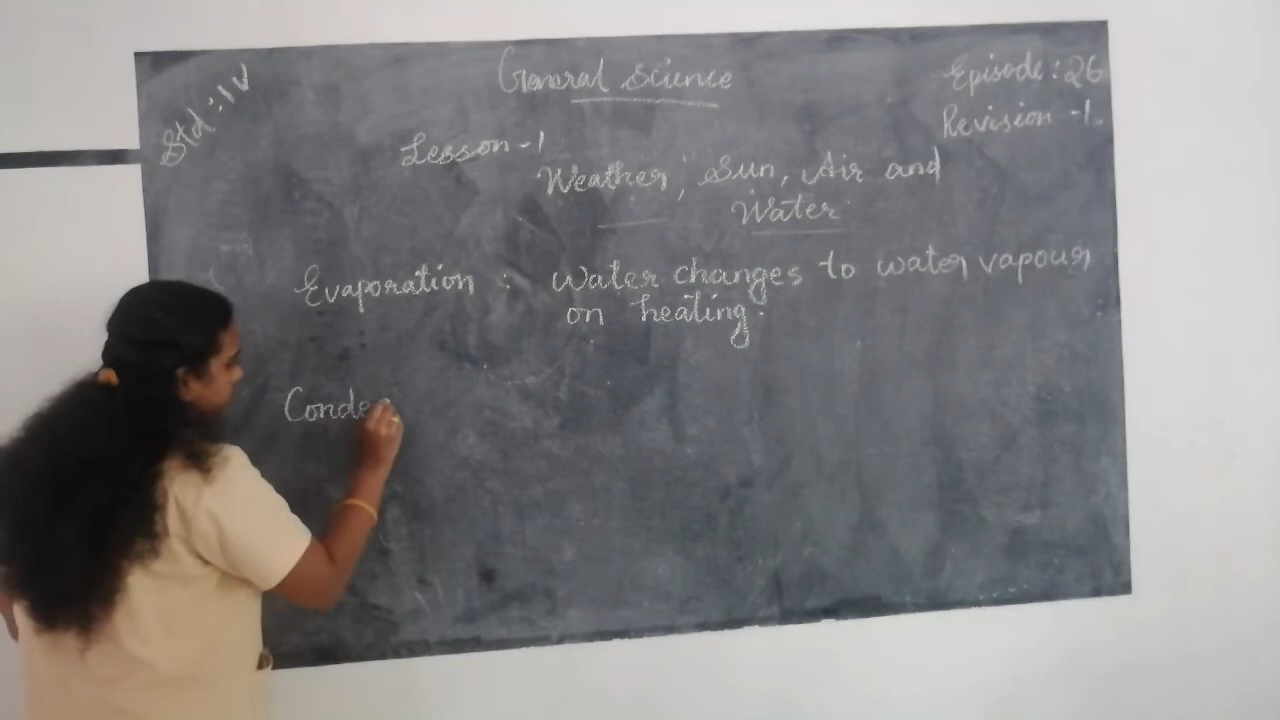 Std : IV
General Science
Episode : 26
Revision - 1.
Lesson - 1
Weather, Sun, Air and
Water
Evaporation : Water changes to water vapour
on heating.
Conde